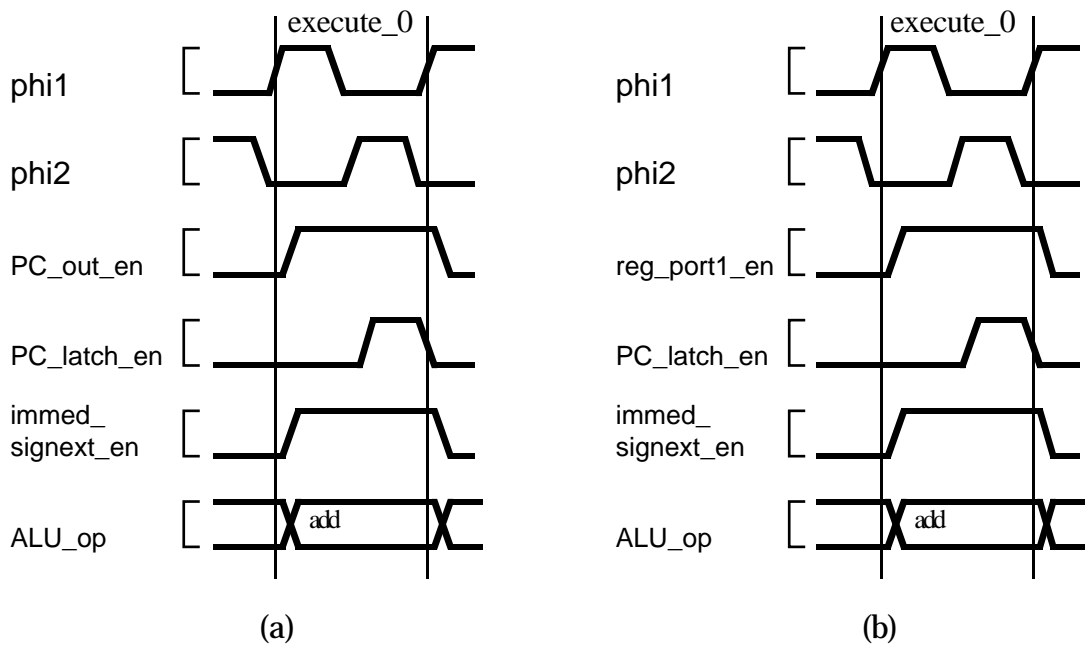 execute_0
phi1
phi2
PC_out_en
PC_latch_en
immed_
signext_en
ALU_op
add
(a)
execute_0
phi1
phi2
reg_port1_en
PC_latch_en
immed_
signext_en
ALU_op
add
(b)